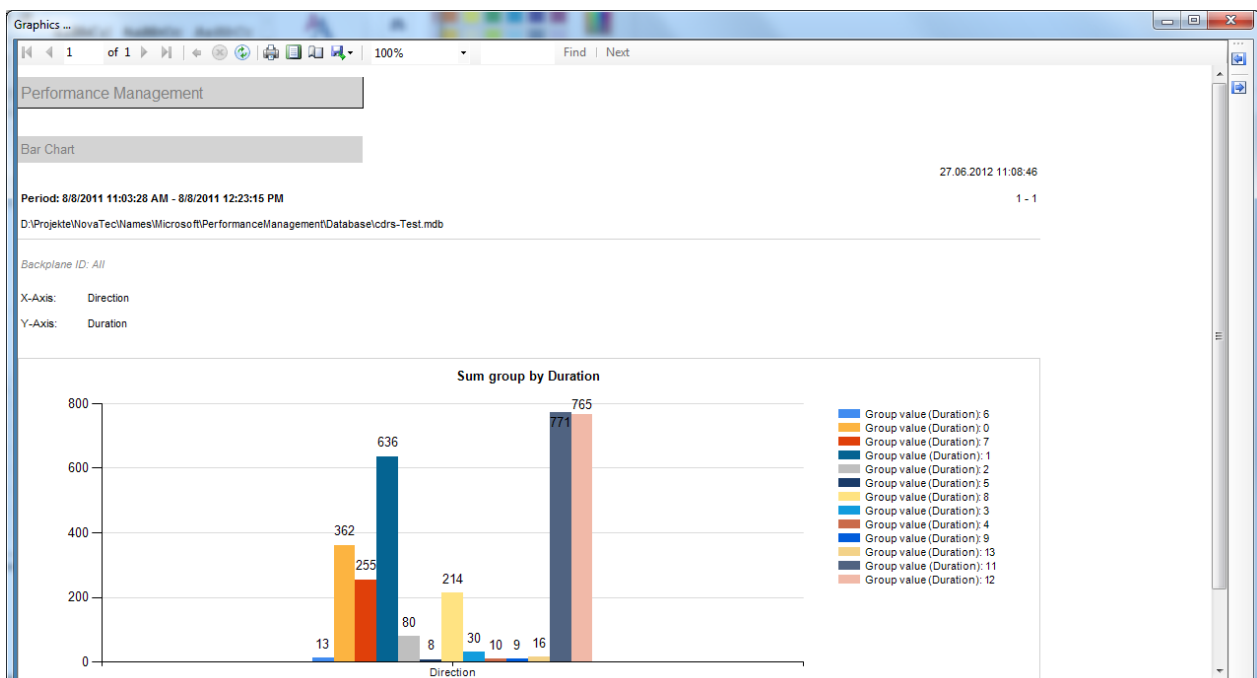 Graphics ...
1 of 1 100% Find | Next
Performance Management
Bar Chart
27.06.2012 11:08:46
Period: 8/8/2011 11:03:28 AM - 8/8/2011 12:23:15 PM
1 - 1
D:\Projekte\NovaTec\Names\Microsoft\PerformanceManagement\Database\cdrs-Test.mdb
Backplane ID: All
X-Axis: Direction
Y-Axis: Duration
Sum group by Duration
800
600
400
200
0
13
362
255
636
80
8
214
30
10
9
16
771
765
Direction
Group value (Duration): 6
Group value (Duration): 0
Group value (Duration): 7
Group value (Duration): 1
Group value (Duration): 2
Group value (Duration): 5
Group value (Duration): 8
Group value (Duration): 3
Group value (Duration): 4
Group value (Duration): 9
Group value (Duration): 13
Group value (Duration): 11
Group value (Duration): 12